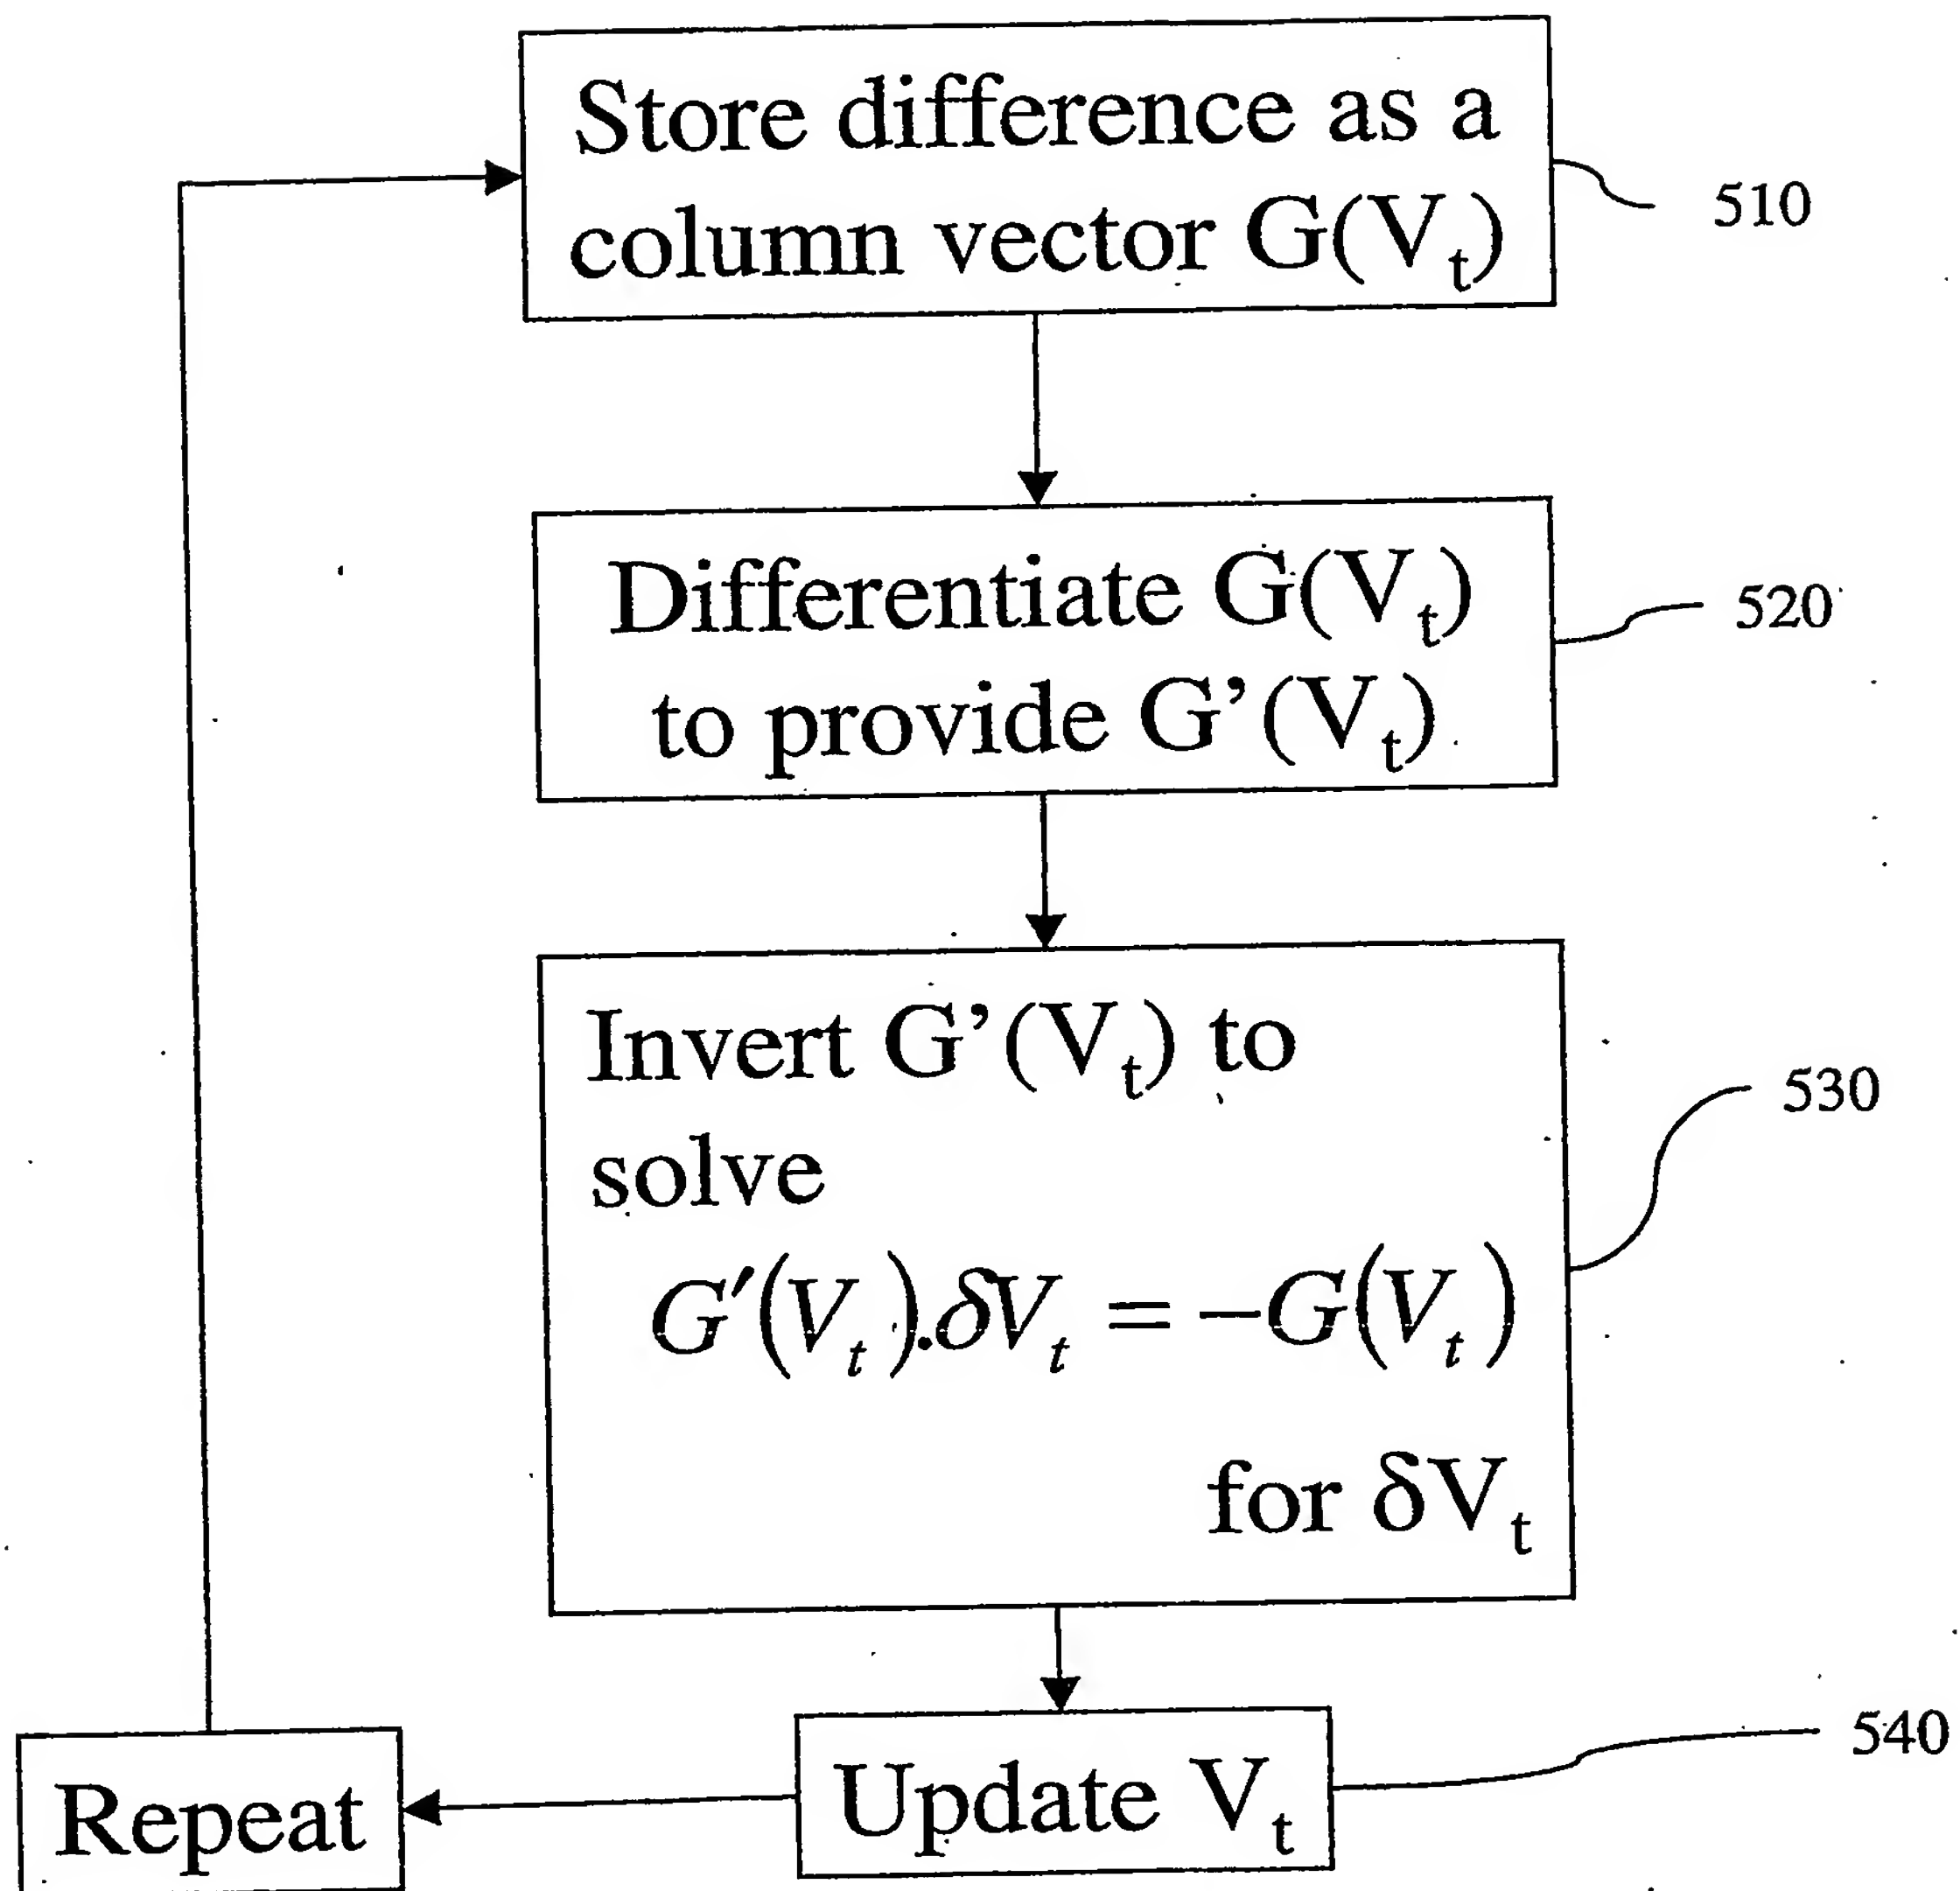 Store difference as a
column vector G(Vₜ)
510
Differentiate G(Vₜ)
to provide G'(Vₜ)
520
Invert G'(Vₜ) to
solve
G′(Vₜ).δVₜ = −G(Vₜ)
for δVₜ
530
Update Vₜ
540
Repeat